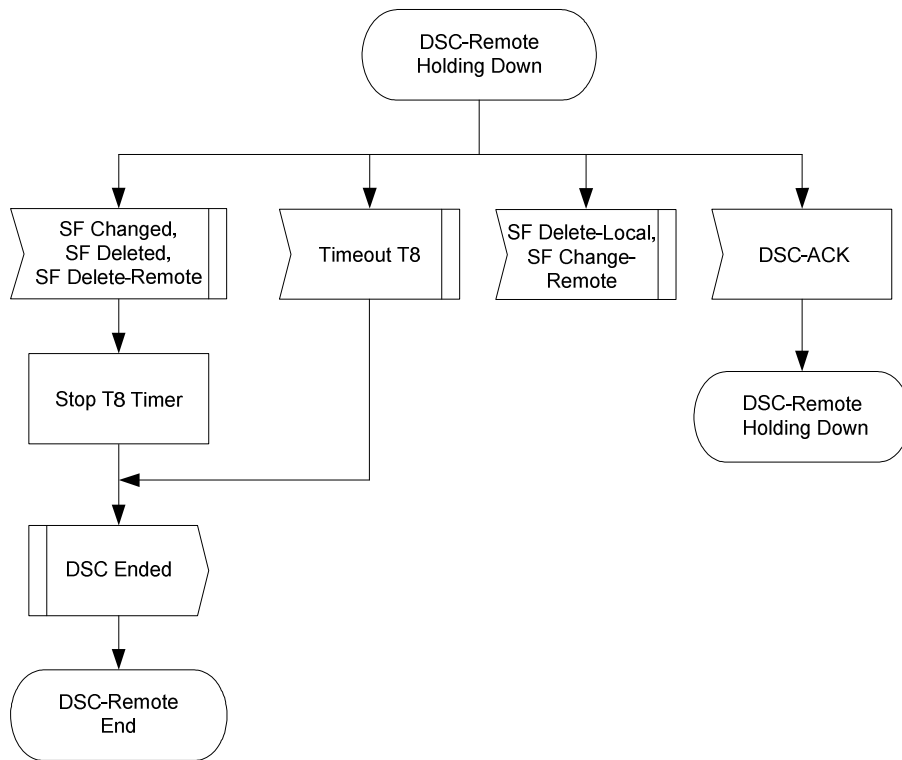 DSC-Remote
Holding Down
SF Changed,
SF Deleted,
SF Delete-Remote
Timeout T8
SF Delete-Local,
SF Change-
Remote
DSC-ACK
Stop T8 Timer
DSC-Remote
Holding Down
DSC Ended
DSC-Remote
End